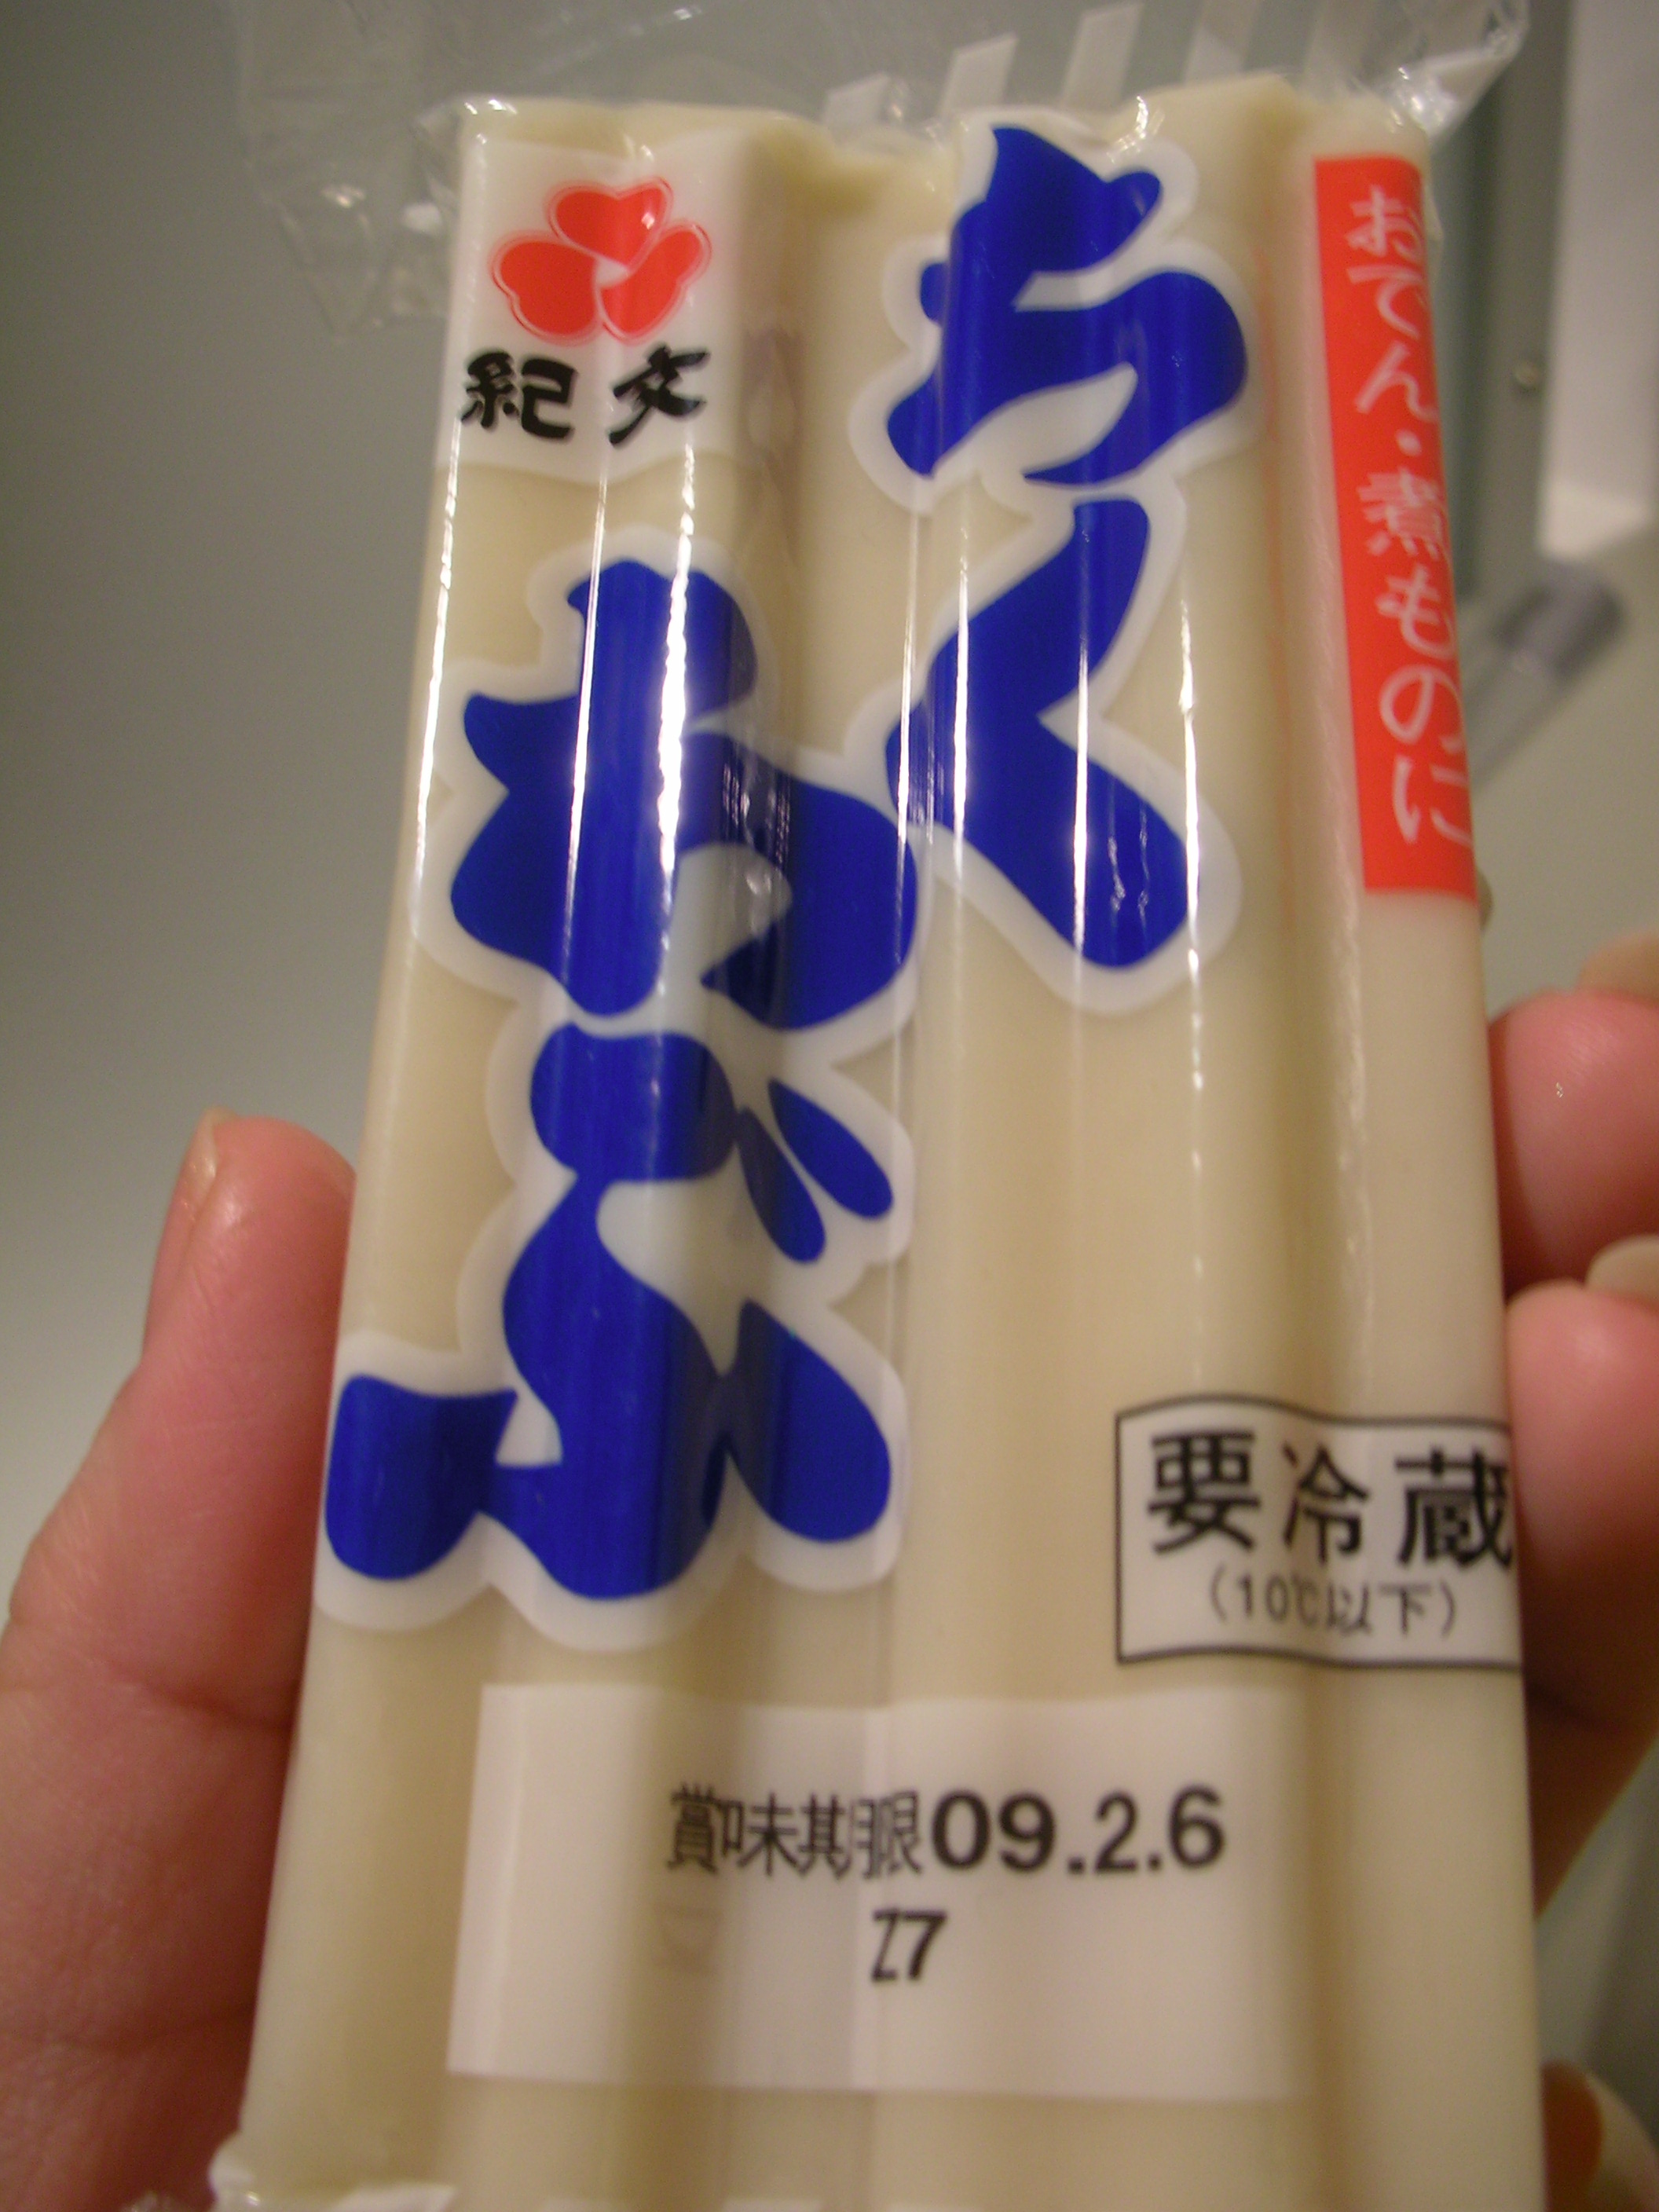 おでん・煮ものに
ちく
わぶ
紀文
要冷蔵
（10℃以下）
賞味期限09.2.6
Z7